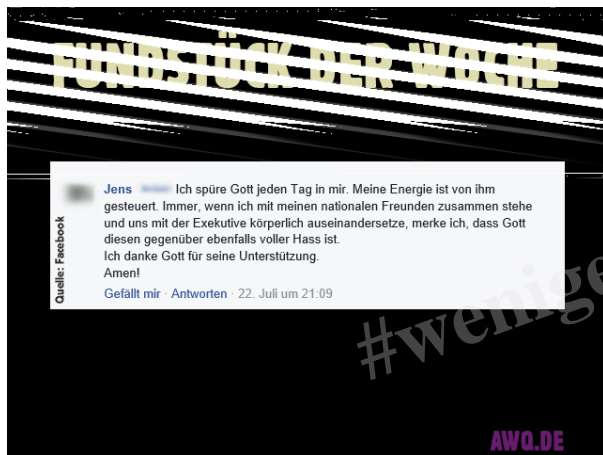 FUNDSTÜCK DER WOCHE
Jens Ich spüre Gott jeden Tag in mir. Meine Energie ist von ihm
gesteuert. Immer, wenn ich mit meinen nationalen Freunden zusammen stehe
und uns mit der Exekutive körperlich auseinandersetze, merke ich, dass Gott
diesen gegenüber ebenfalls voller Hass ist.
Ich danke Gott für seine Unterstützung.
Amen!
Gefällt mir · Antworten · 22. Juli um 21:09
Quelle: Facebook
#wenige
AWQ.DE